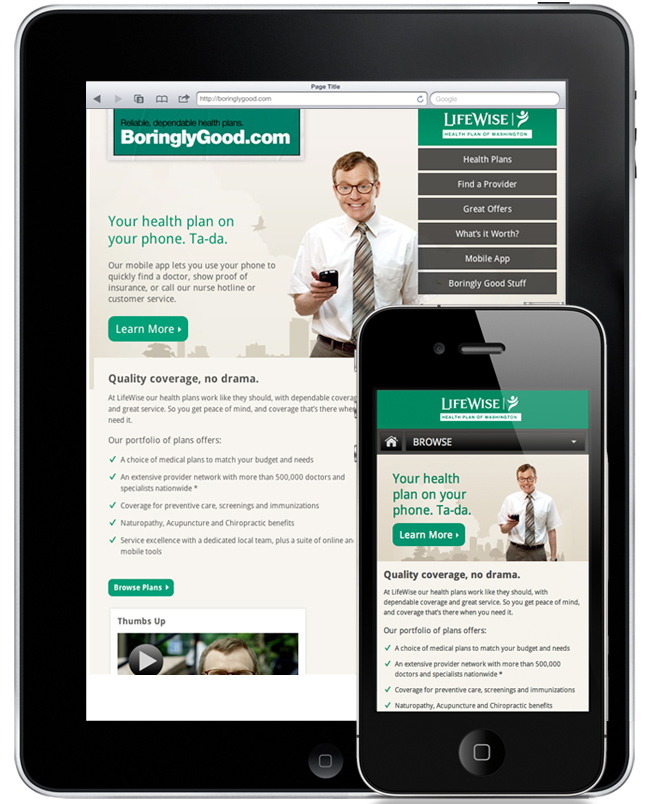 Page Title
http://boringlygood.com
Google
Reliable, dependable health plans.
BoringlyGood.com
LIFEWISE
HEALTH PLAN OF WASHINGTON
Health Plans
Find a Provider
Great Offers
What's it Worth?
Mobile App
Boringly Good Stuff
Your health plan on
your phone. Ta-da.
Our mobile app lets you use your phone to
quickly find a doctor, show proof of
insurance, or call our nurse hotline or
customer service.
Learn More
Quality coverage, no drama.
At LifeWise our health plans work like they should, with dependable
and great service. So you get peace of mind, and coverage that's there
need it.
Our portfolio of plans offers:
A choice of medical plans to match your budget and needs
An extensive provider network with more than 500,000 doctors and
specialists nationwide *
Coverage for preventive care, screenings and immunizations
Naturopathy, Acupuncture and Chiropractic benefits
Service excellence with a dedicated local team, plus a suite of online
mobile tools
Browse Plans
Thumbs Up
LIFEWISE
HEALTH PLAN OF WASHINGTON
BROWSE
Your health
plan on your
phone. Ta-da.
Learn More
Quality coverage, no drama.
At LifeWise our health plans work like they should, with
dependable coverage and great service. So you get peace of mind,
and coverage that's there when you need it.
Our portfolio of plans offers:
A choice of medical plans to match your budget and needs
An extensive provider network with more than 500,000
doctors and specialists nationwide *
Coverage for preventive care, screenings and immunizations
Naturopathy, Acupuncture and Chiropractic benefits